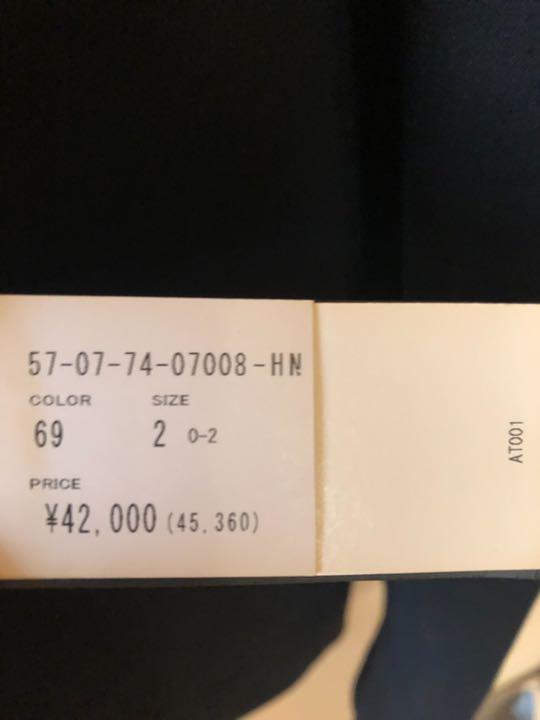 57-07-74-07008-HN
COLOR SIZE
69 2 0-2
PRICE
¥42,000 (45,360)
AT001